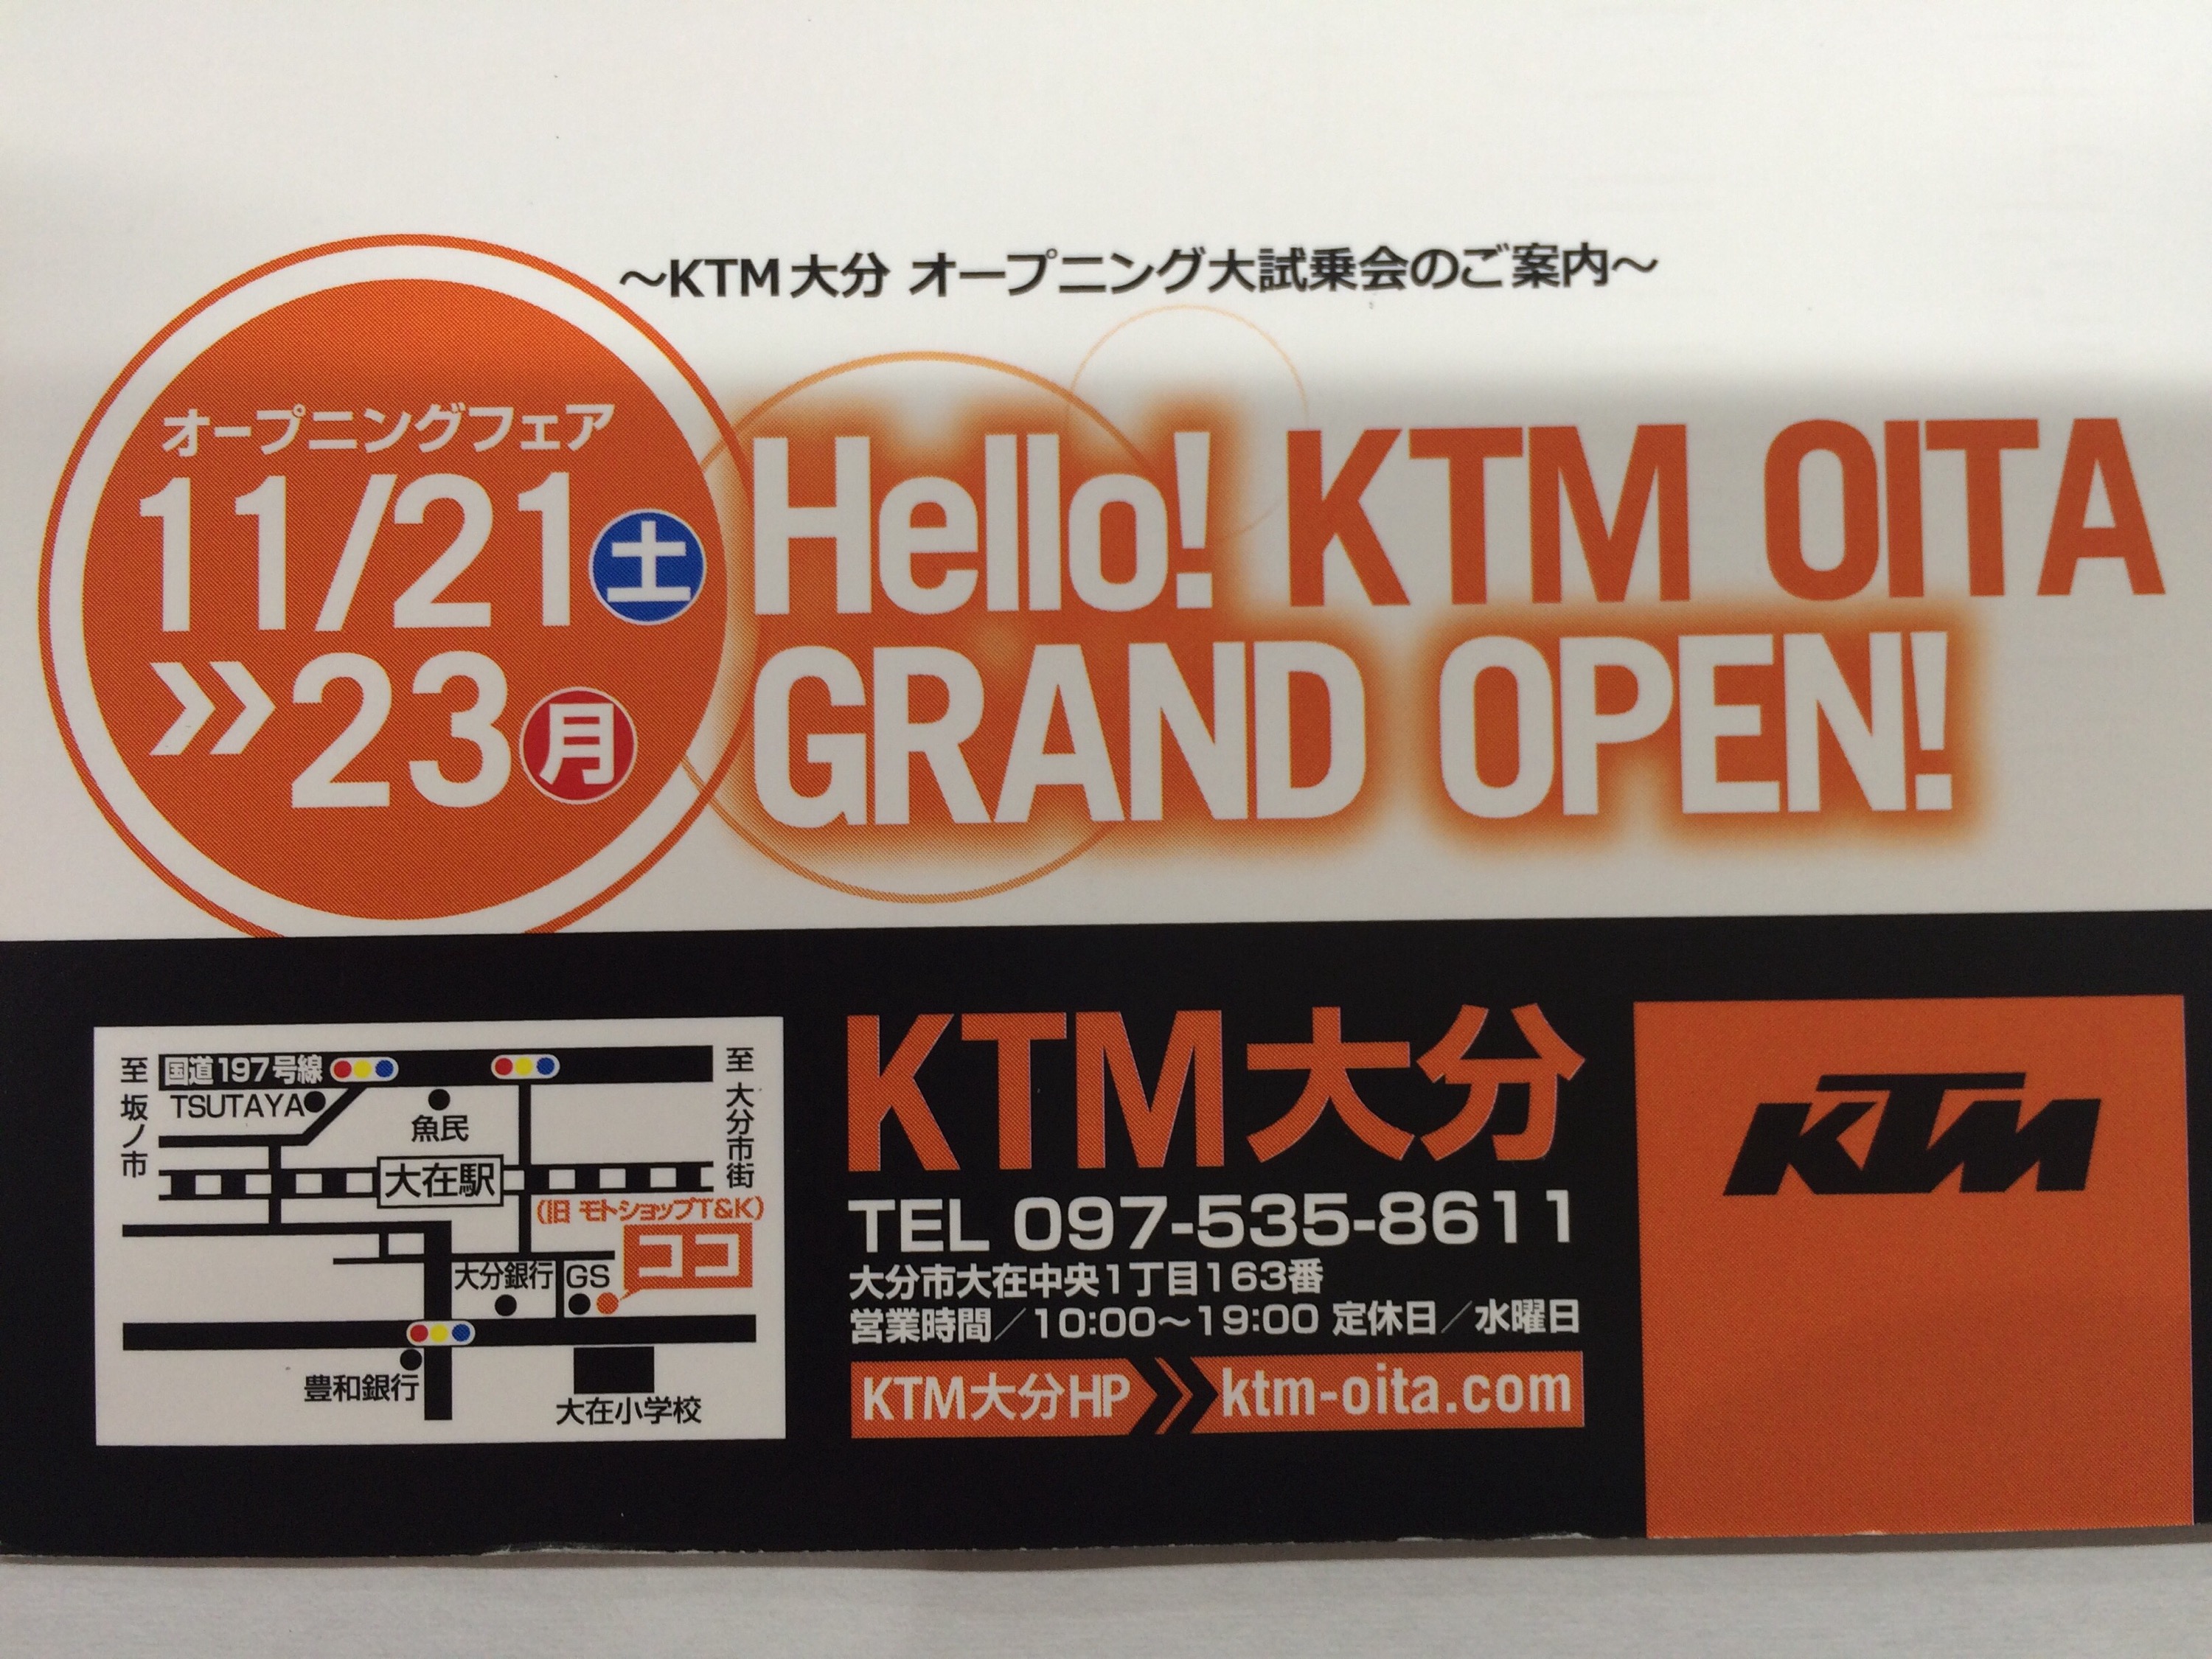 ～KTM大分 オープニング大試乗会のご案内～
オープニングフェア
11/21土
»23月
Hello! KTM OITA
GRAND OPEN!
至坂ノ市
国道197号線
至大分市街
TSUTAYA
魚民
大在駅
(旧 モトショップT&K)
ココ
大分銀行
GS
豊和銀行
大在小学校
KTM大分
TEL 097-535-8611
大分市大在中央1丁目163番
営業時間／10:00～19:00 定休日／水曜日
KTM大分HP » ktm-oita.com
KTM